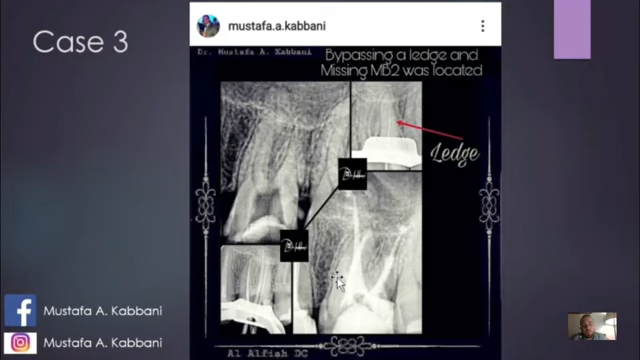 Case 3
mustafa.a.kabbani
Dr. Mustafa A. Kabbani
Bypassing a ledge and
Missing MB2 was located
Ledge
Mustafa A. Kabbani
Mustafa A. Kabbani
Al Alfiah DC